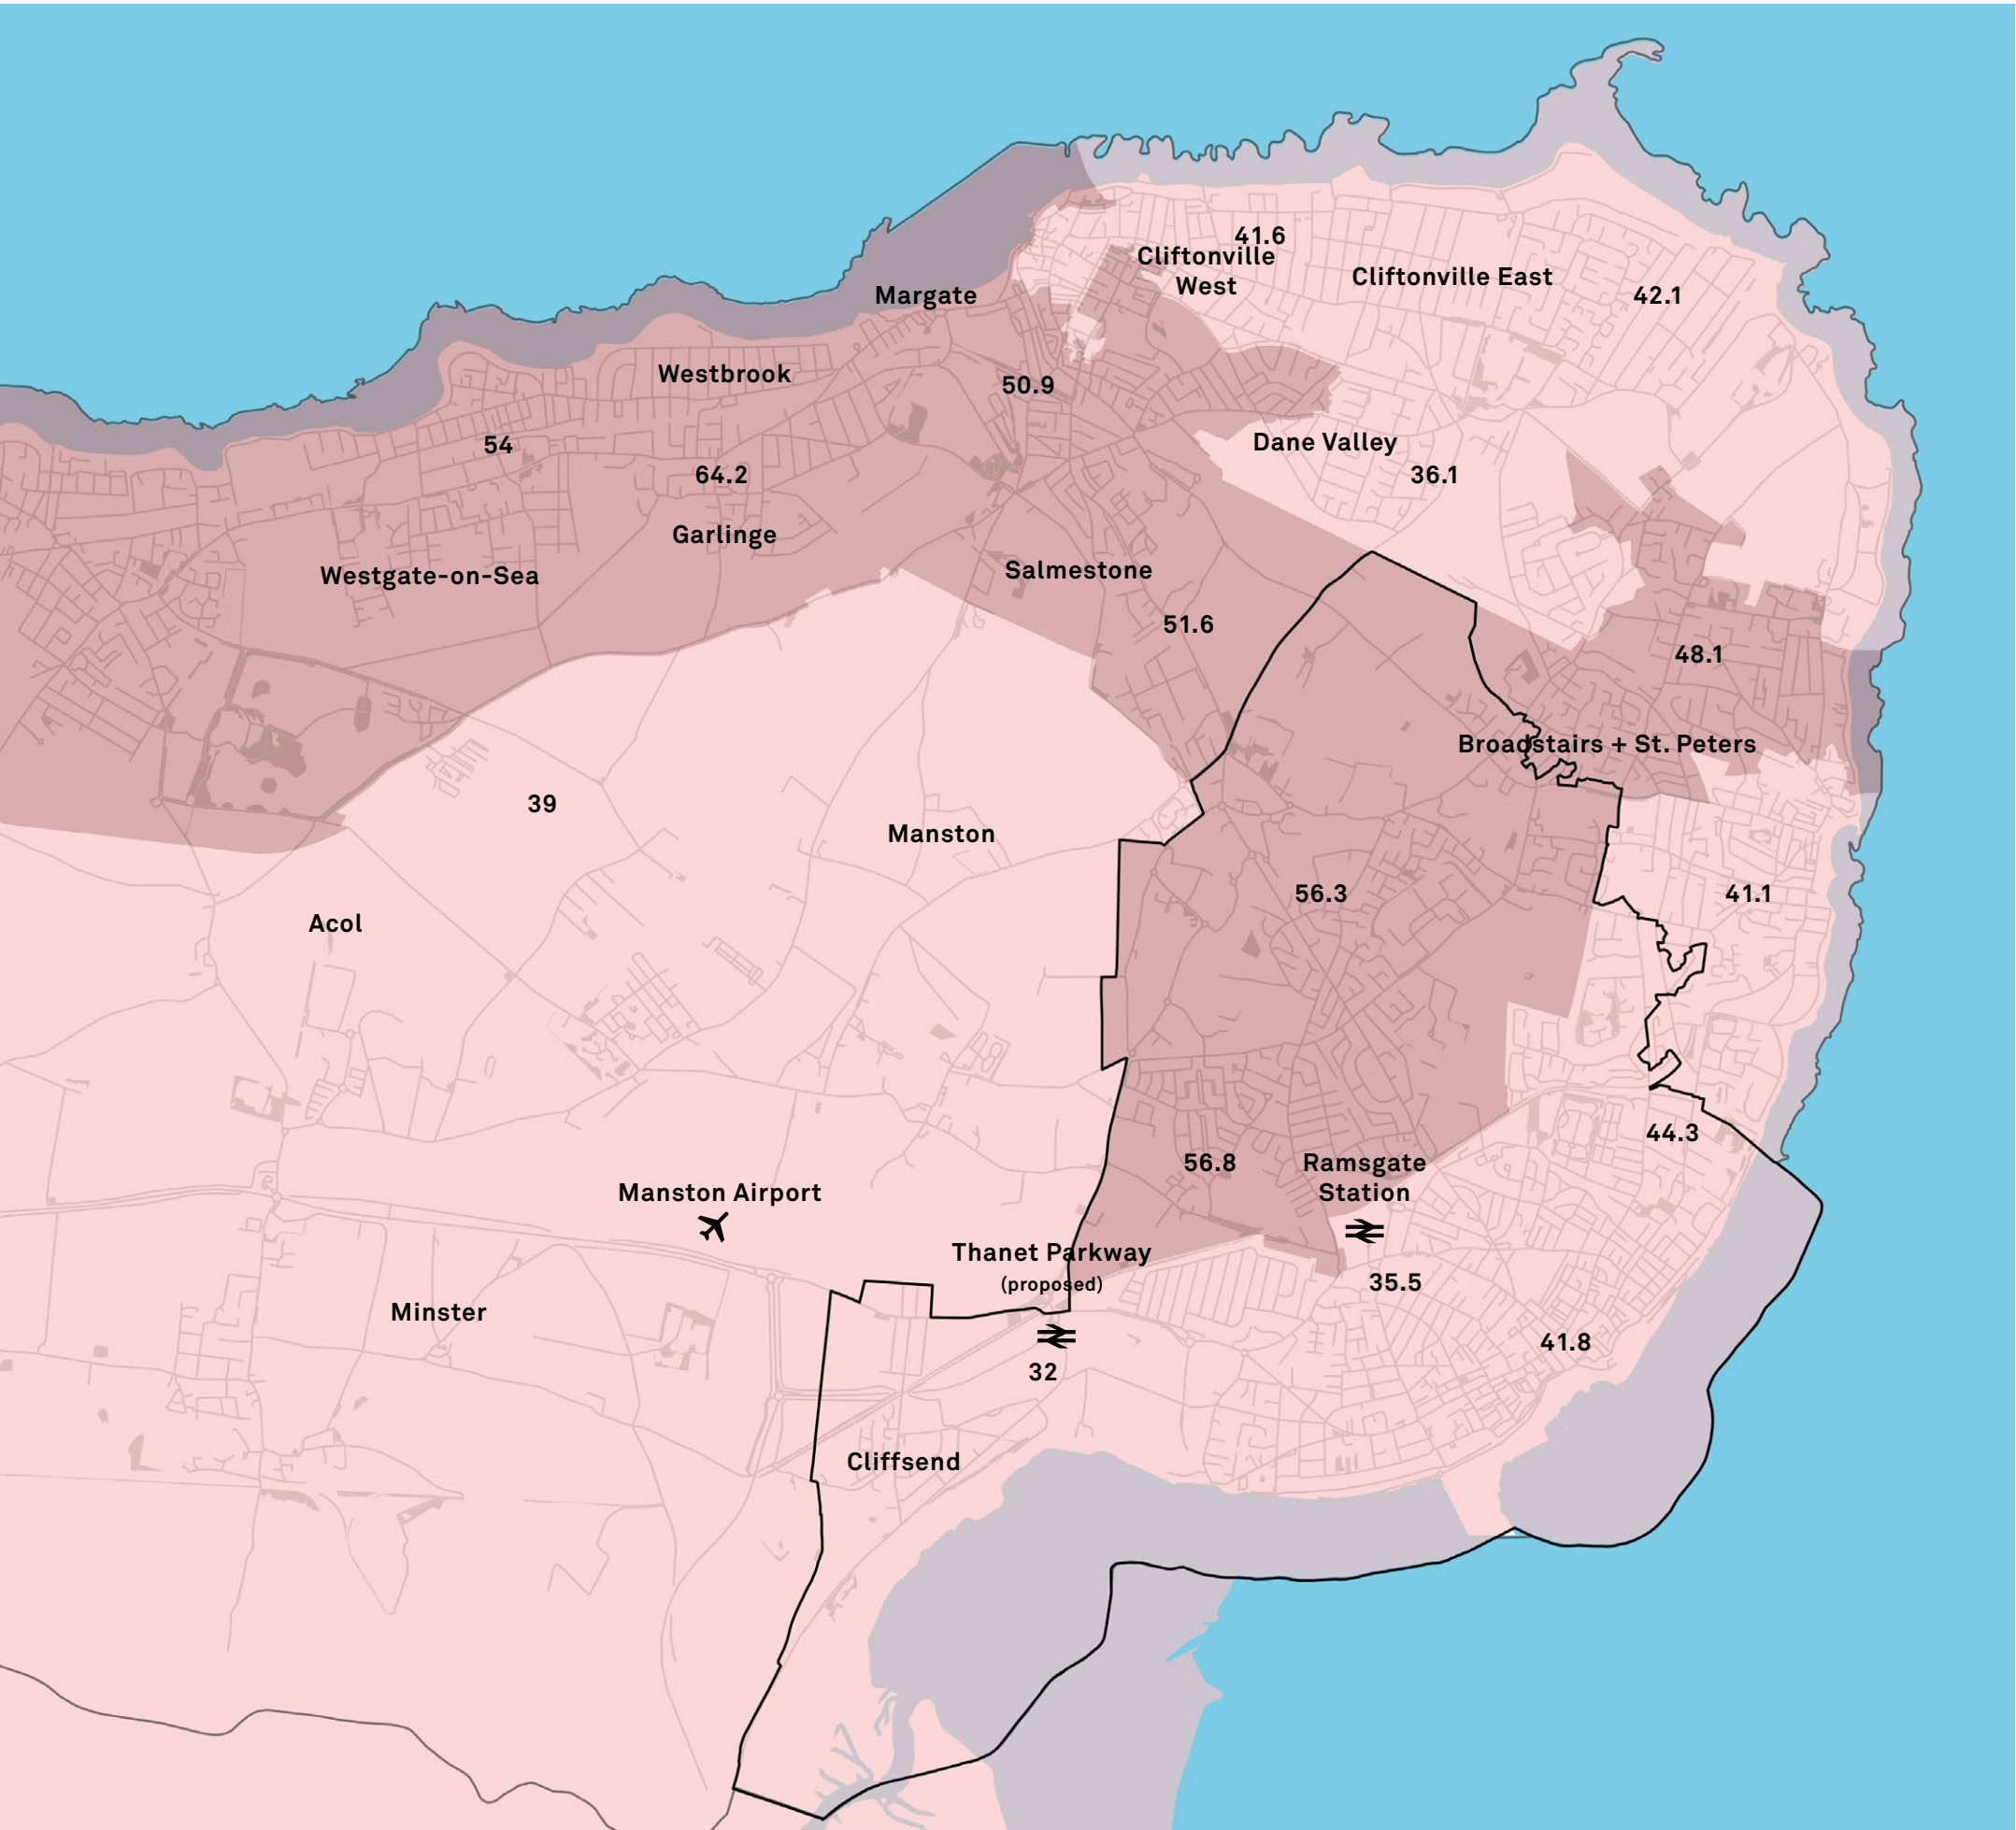 41.6
Cliftonville
West
Cliftonville East
42.1
Margate
Westbrook
50.9
54
64.2
Dane Valley
36.1
Garlinge
Westgate-on-Sea
Salmestone
51.6
48.1
Broadstairs + St. Peters
39
Manston
56.3
41.1
Acol
44.3
56.8
Ramsgate
Station
Manston Airport
Thanet Parkway
(proposed)
35.5
Minster
41.8
32
Cliffsend